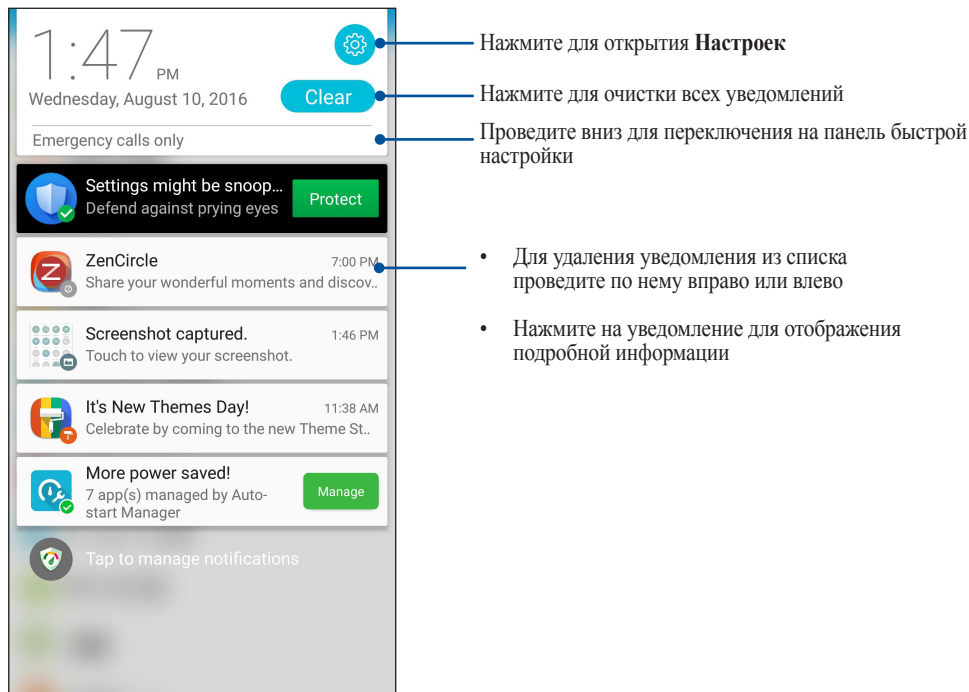 1:47 PM
Wednesday, August 10, 2016
Clear
Emergency calls only
Нажмите для открытия Настроек
Нажмите для очистки всех уведомлений
Проведите вниз для переключения на панель быстрой
настройки
Settings might be snoop...
Defend against prying eyes
Protect
ZenCircle
7:00 PM
Share your wonderful moments and discov..
• Для удаления уведомления из списка
проведите по нему вправо или влево
• Нажмите на уведомление для отображения
подробной информации
Screenshot captured.
1:46 PM
Touch to view your screenshot.
It's New Themes Day!
11:38 AM
Celebrate by coming to the new Theme St..
More power saved!
7 app(s) managed by Auto-
start Manager
Manage
Tap to manage notifications